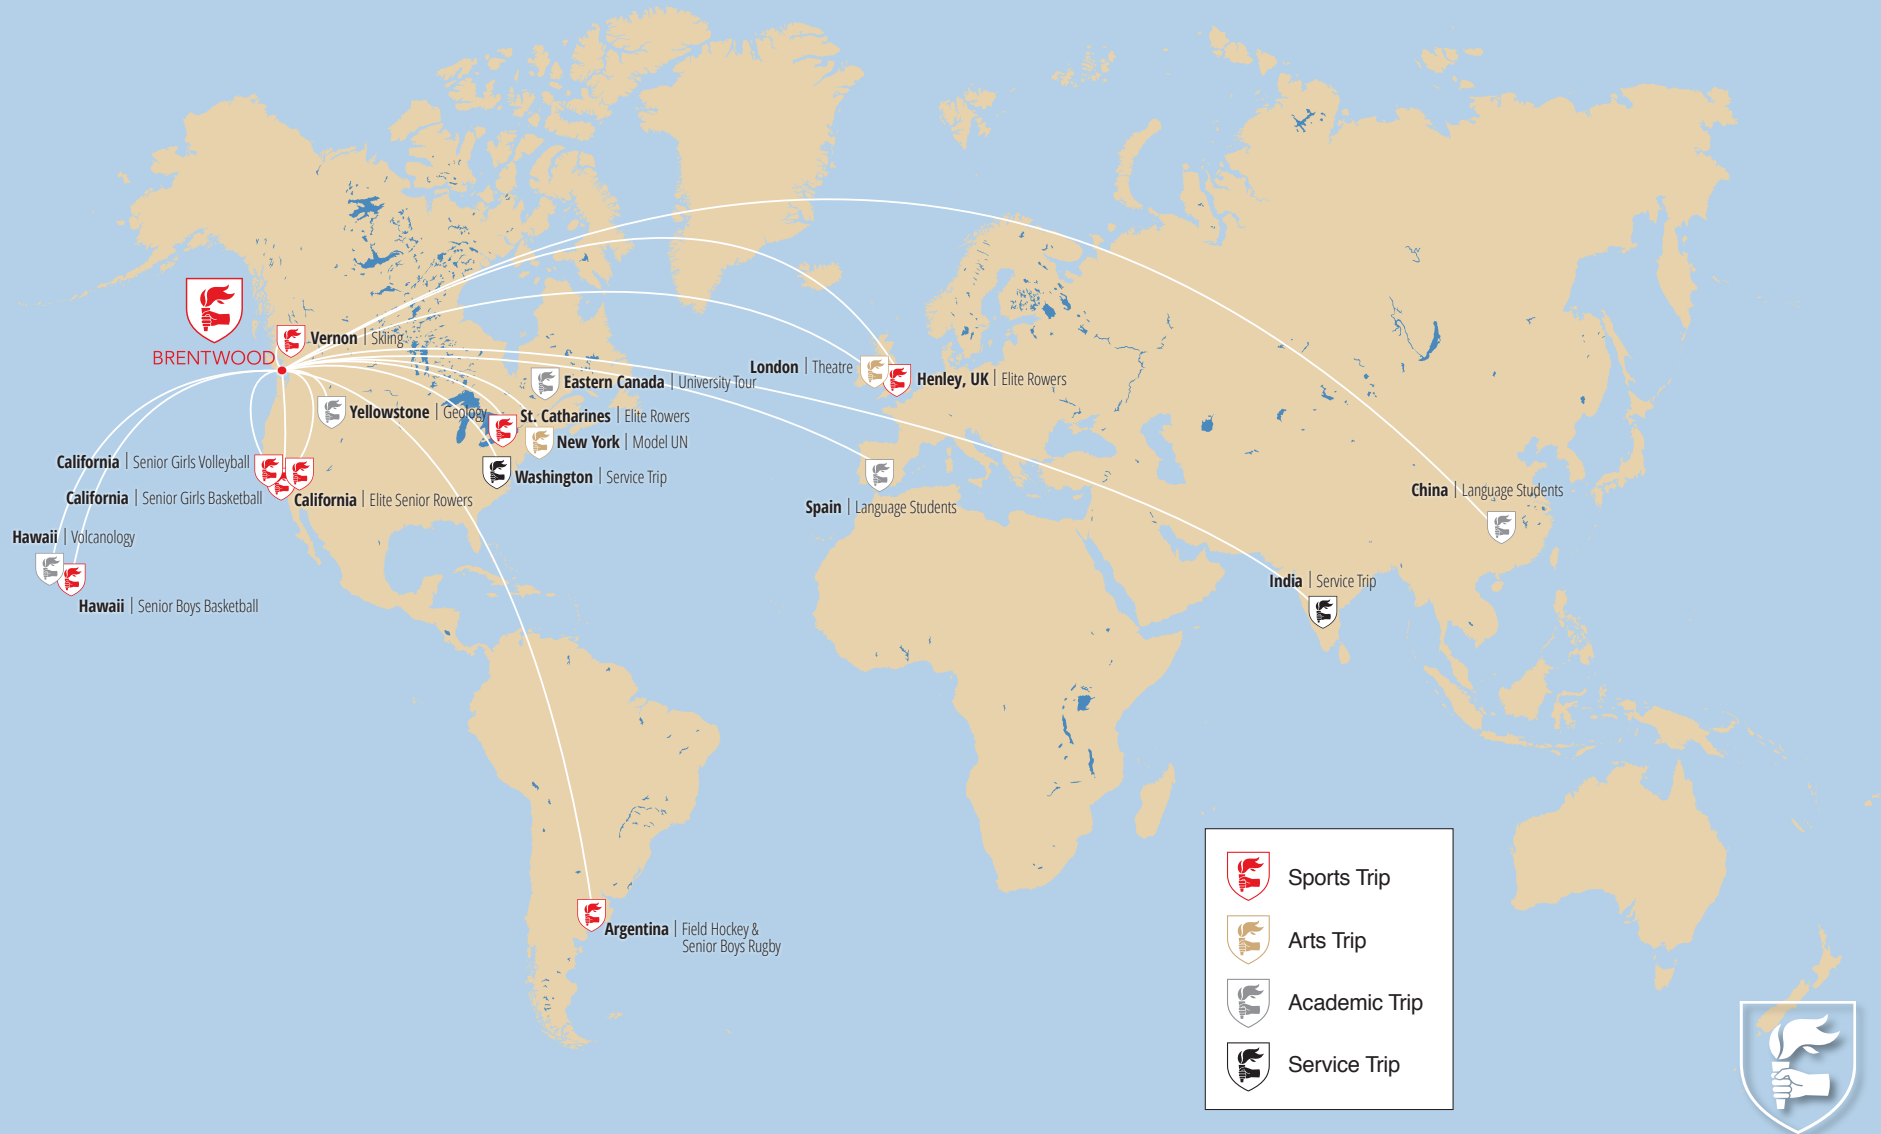 BRENTWOOD
Vernon | Skiing
London | Theatre
Henley, UK | Elite Rowers
Eastern Canada | University Tour
Yellowstone | Geology
St. Catharines | Elite Rowers
New York | Model UN
California | Senior Girls Volleyball
Washington | Service Trip
California | Senior Girls Basketball
California | Elite Senior Rowers
Spain | Language Students
China | Language Students
Hawaii | Volcanology
India | Service Trip
Hawaii | Senior Boys Basketball
Argentina | Field Hockey &
Senior Boys Rugby
Sports Trip
Arts Trip
Academic Trip
Service Trip